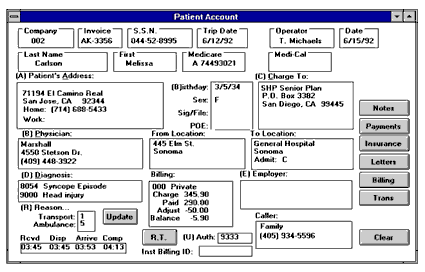 Patient Account
Company Invoice S.S.N. Trip Date Operator Date
002 AK-3356 044-52-8995 6/12/92 T. Michaels 6/15/92
Last Name First Medicare Medi-Cal
Carlson Melissa A 74493021
(A) Patient's Address: (C) Charge To:
71194 El Camino Real
San Jose, CA 92344
Home: (714) 688-5433
Work:
(B)irthday: 3/5/34
Sex: F
Sig/File:
POE:
SHP Senior Plan
P.O. Box 3382
San Diego, CA 99445
Notes
Payments
Insurance
Letters
Billing
Trans
Clear
(B) Physician: From Location: To Location:
Marshall
4550 Stetson Dr.
(409) 448-3922
445 Elm St.
Sonoma
General Hospital
Sonoma
Admit: C
(D) Diagnosis: Billing: (E) Employer:
8054 Syncope Episode
9000 Head injury
000 Private
Charge 345.90
Paid 290.00
Adjust -50.00
Balance -5.90
(R) Reason...
Transport: 1
Ambulance: 5
Update
Caller:
Family
(405) 934-5596
Rcvd Disp Arrive Comp
03:45 03:45 03:53 04:13
R.T. (U) Auth: 9333
Inst Billing ID: